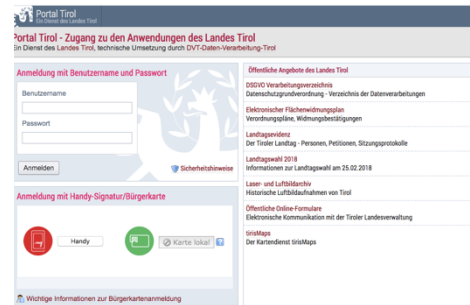 Portal Tirol
Ein Dienst des Landes Tirol
Portal Tirol - Zugang zu den Anwendungen des Landes Tirol
Ein Dienst des Landes Tirol, technische Umsetzung durch DVT-Daten-Verarbeitung-Tirol
Anmeldung mit Benutzername und Passwort
Benutzername
Passwort
Anmelden
Sicherheitshinweise
Anmeldung mit Handy-Signatur/Bürgerkarte
Handy
Karte lokal
Wichtige Informationen zur Bürgerkartenanmeldung
Öffentliche Angebote des Landes Tirol
DSGVO Verarbeitungsverzeichnis
Datenschutzgrundverordnung - Verzeichnis der Datenverarbeitungen
Elektronischer Flächenwidmungsplan
Verordnungspläne, Widmungsbestätigungen
Landtagsevidenz
Der Tiroler Landtag - Personen, Petitionen, Sitzungsprotokolle
Landtagswahl 2018
Informationen zur Landtagswahl am 25.02.2018
Laser- und Luftbildarchiv
Historische Luftbildaufnahmen von Tirol
Öffentliche Online-Formulare
Elektronische Kommunikation mit der Tiroler Landesverwaltung
tirisMaps
Der Kartendienst tirisMaps